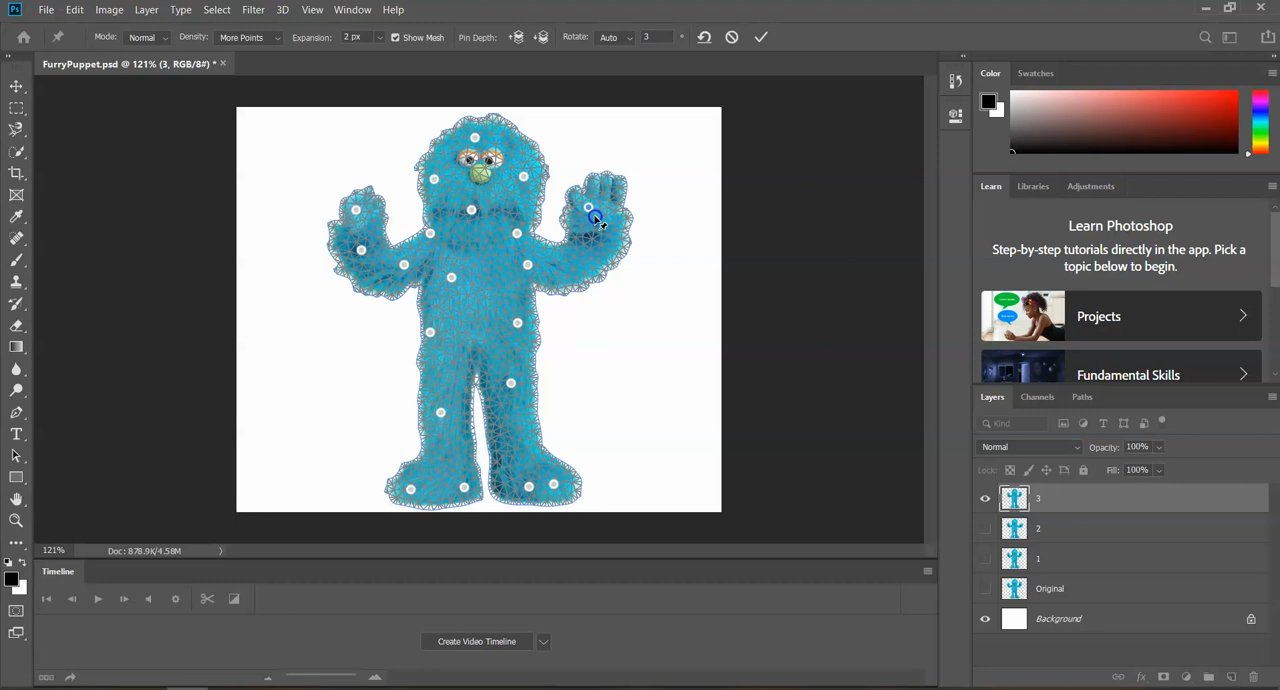 Ps File Edit Image Layer Type Select Filter 3D View Window Help
Mode: Normal Density: More Points Expansion: 2 px Show Mesh Pin Depth: Rotate: Auto 3 °
FurryPuppet.psd @ 121% (3, RGB/8#) *
Color Swatches
Learn Libraries Adjustments
Learn Photoshop
Step-by-step tutorials directly in the app. Pick a
topic below to begin.
Projects
Fundamental Skills
Layers Channels Paths
Kind
Normal Opacity: 100%
Lock: Fill: 100%
3
2
1
Original
Background
121% Doc: 878.9K/4.58M
Timeline
Create Video Timeline